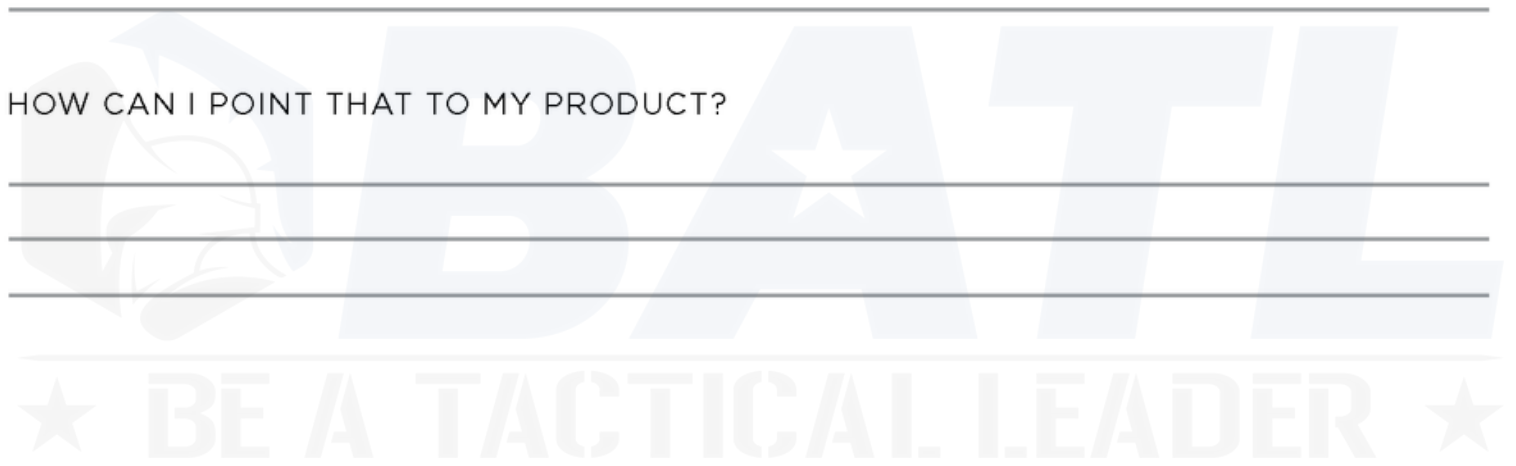 HOW CAN I POINT THAT TO MY PRODUCT?
BATL
BE A TACTICAL LEADER